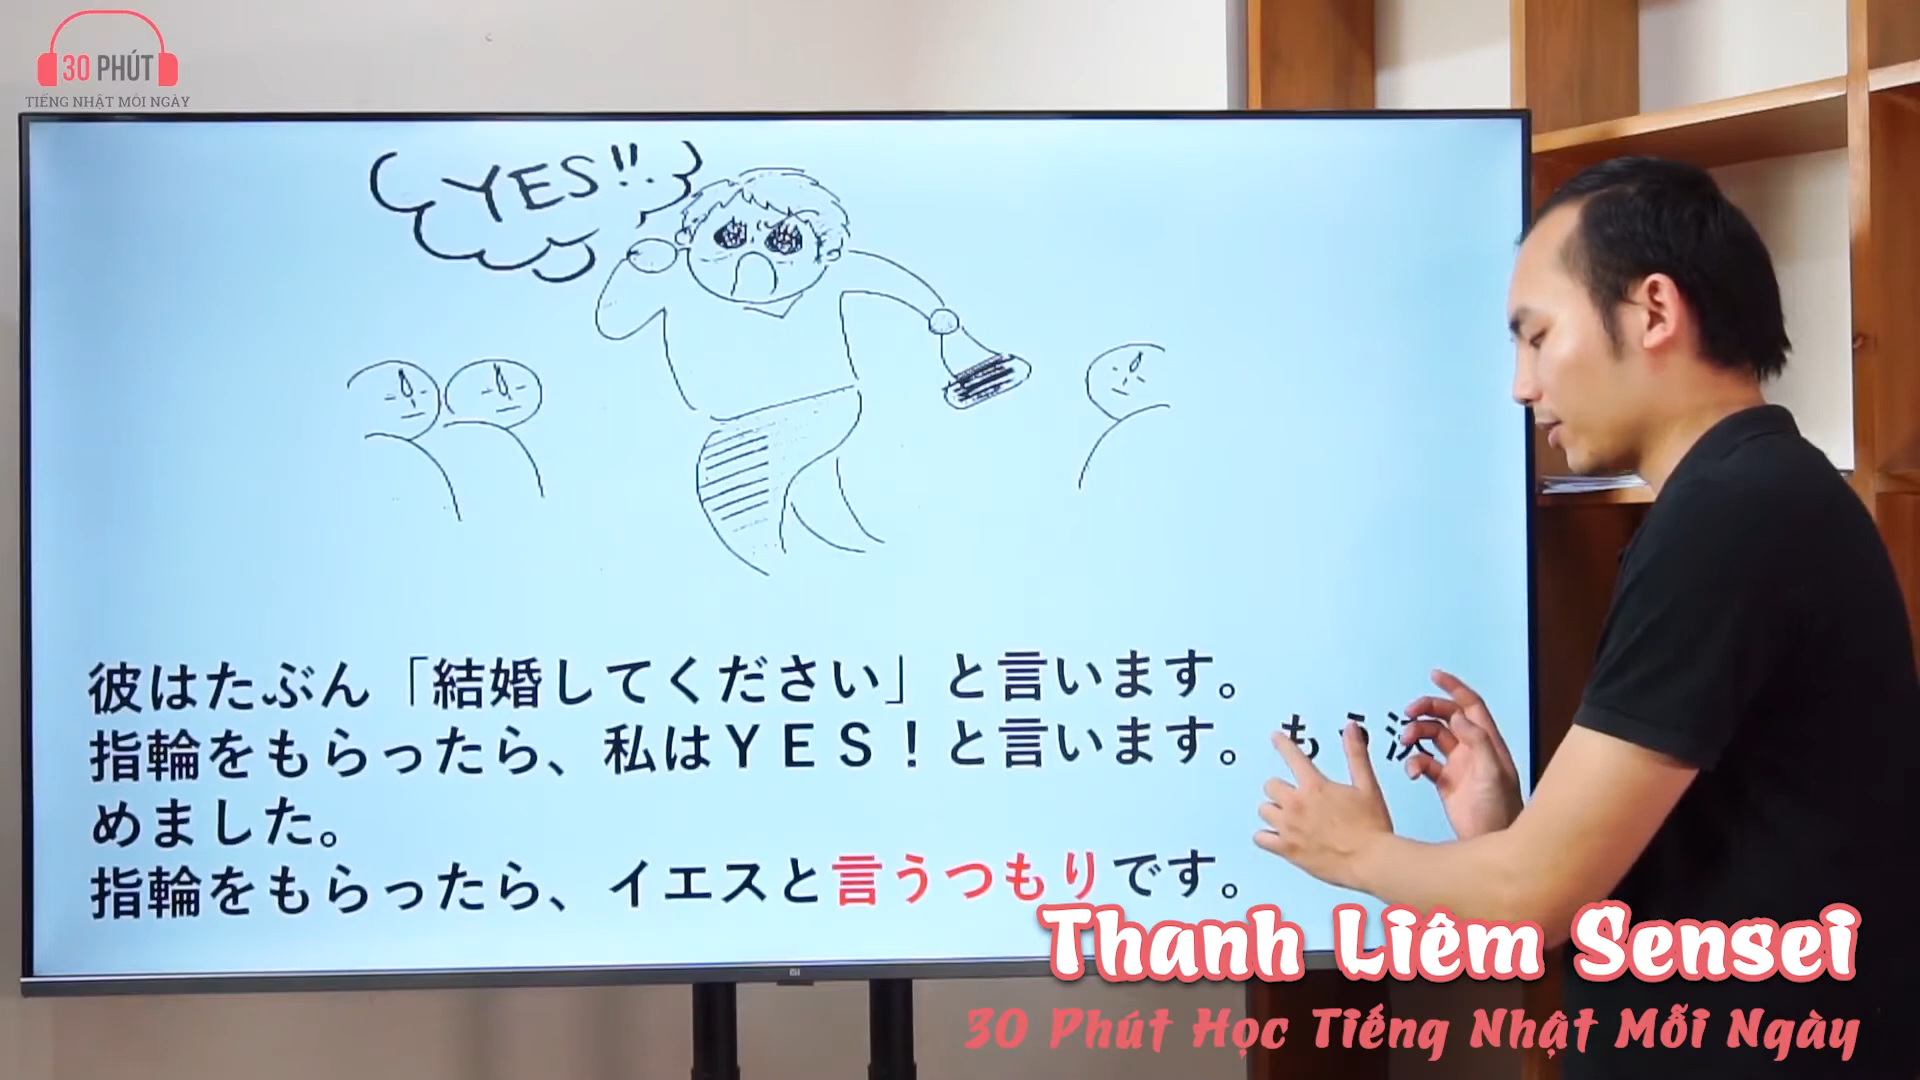 30 PHÚT
TIẾNG NHẬT MỖI NGÀY
YES!!
彼はたぶん「結婚してください」と言います。
指輪をもらったら、私はＹＥＳ！と言います。もう決
めました。
指輪をもらったら、イエスと言うつもりです。
Thanh Liêm Sensei
30 Phút Học Tiếng Nhật Mỗi Ngày